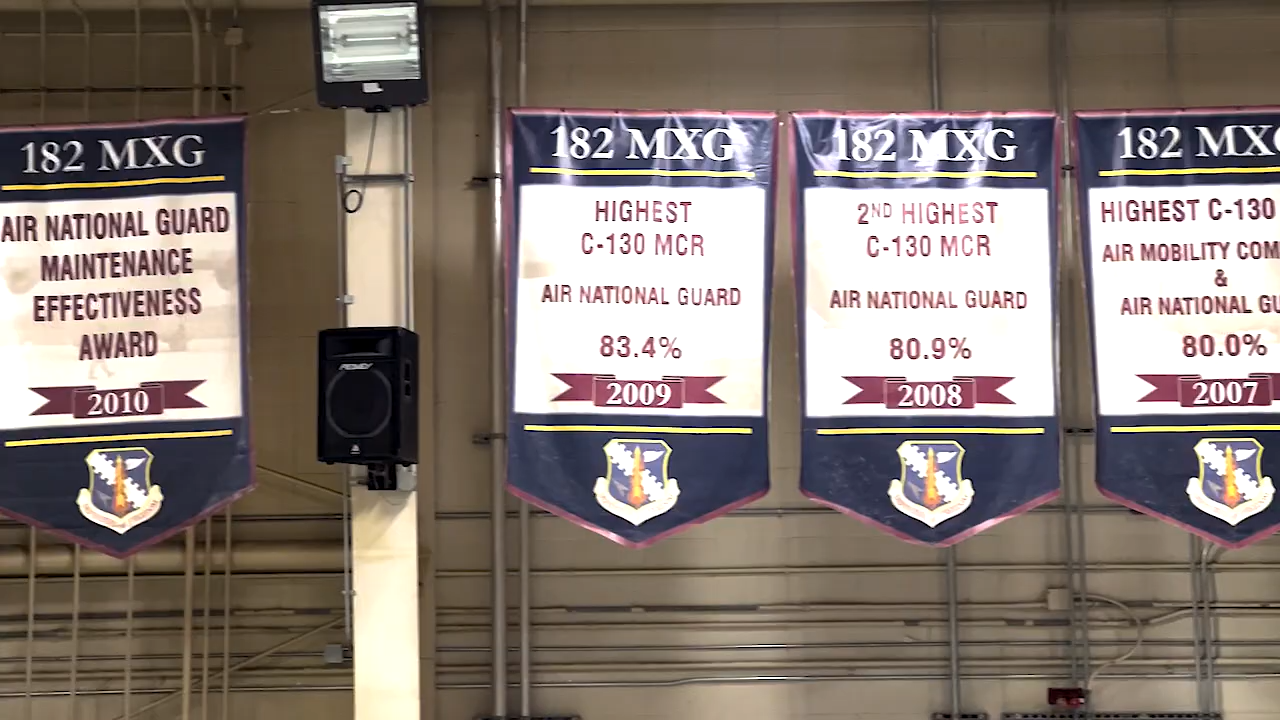 182 MXG
AIR NATIONAL GUARD
MAINTENANCE
EFFECTIVENESS
AWARD
2010
PEAVEY
182 MXG
HIGHEST
C-130 MCR
AIR NATIONAL GUARD
83.4%
2009
182 MXG
2ND HIGHEST
C-130 MCR
AIR NATIONAL GUARD
80.9%
2008
182 MXG
HIGHEST C-130
AIR MOBILITY COM
&
AIR NATIONAL GU
80.0%
2007